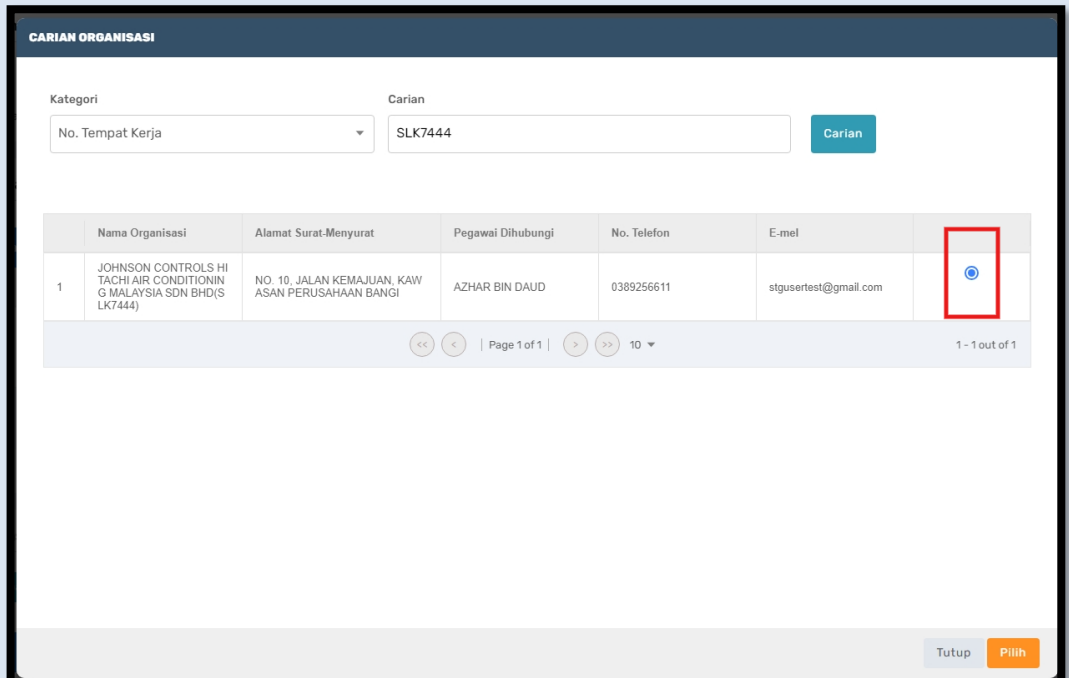 CARIAN ORGANISASI
Kategori
Carian
No. Tempat Kerja
SLK7444
Carian
Nama Organisasi
Alamat Surat-Menyurat
Pegawai Dihubungi
No. Telefon
E-mel
1
JOHNSON CONTROLS HI
TACHI AIR CONDITIONIN
G MALAYSIA SDN BHD(S
LK7444)
NO. 10, JALAN KEMAJUAN, KAW
ASAN PERUSAHAAN BANGI
AZHAR BIN DAUD
0389256611
stgusertest@gmail.com
<< < | Page 1 of 1 | > >> 10
1 - 1 out of 1
Tutup
Pilih